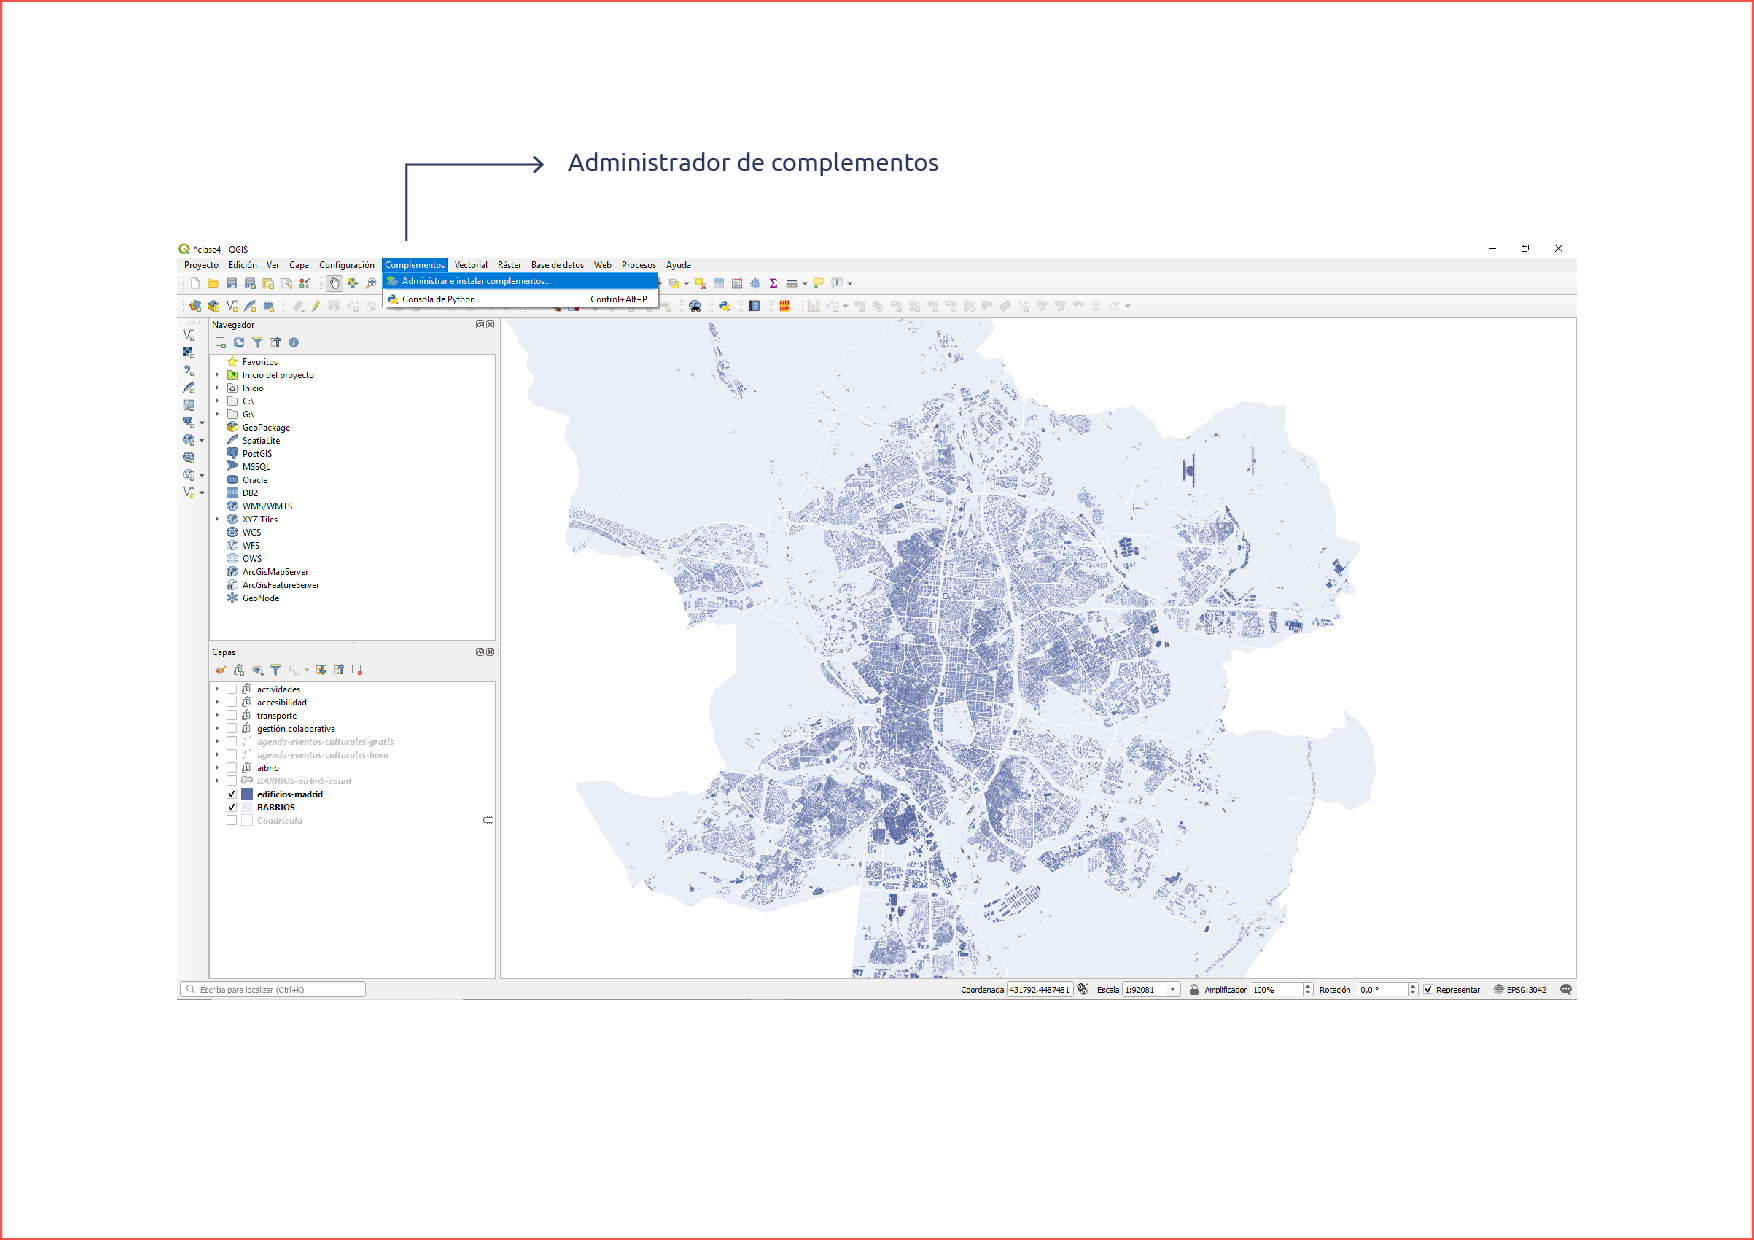 Administrador de complementos
*clase4 - QGIS
Proyecto Edición Ver Capa Configuración Complementos Vectorial Ráster Base de datos Web Procesos Ayuda
Administrar e instalar complementos...
Consola de Python Control+Alt+P
Navegador
Favoritos
Inicio del proyecto
Inicio
C:\
G:\
GeoPackage
SpatiaLite
PostGIS
MSSQL
Oracle
DB2
WMS/WMTS
XYZ Tiles
WCS
WFS
OWS
ArcGisMapServer
ArcGisFeatureServer
GeoNode
Capas
actividades
accesibilidad
transporte
gestión colaborativa
agenda-eventos-culturales-gratis
agenda-eventos-culturales-hora
airbnb
BARRIOS-airbnb-count
edificios-madrid
BARRIOS
Cuadrícula
Escriba para localizar (Ctrl+K)
Coordenada 431792,4487481 Escala 1:92081 Amplificador 100% Rotación 0,0 ° Representar EPSG:3042